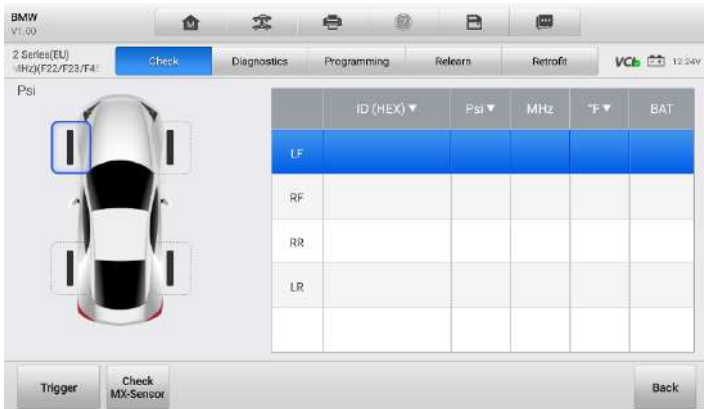 BMW
V1.00
2 Series(EU)
MHz)(F22/F23/F4
Check
Diagnostics
Programming
Relearn
Retrofit
VCI
12.24V
Psi
ID (HEX) ▼
Psi ▼
MHz
°F ▼
BAT
LF
RF
RR
LR
Trigger
Check
MX-Sensor
Back